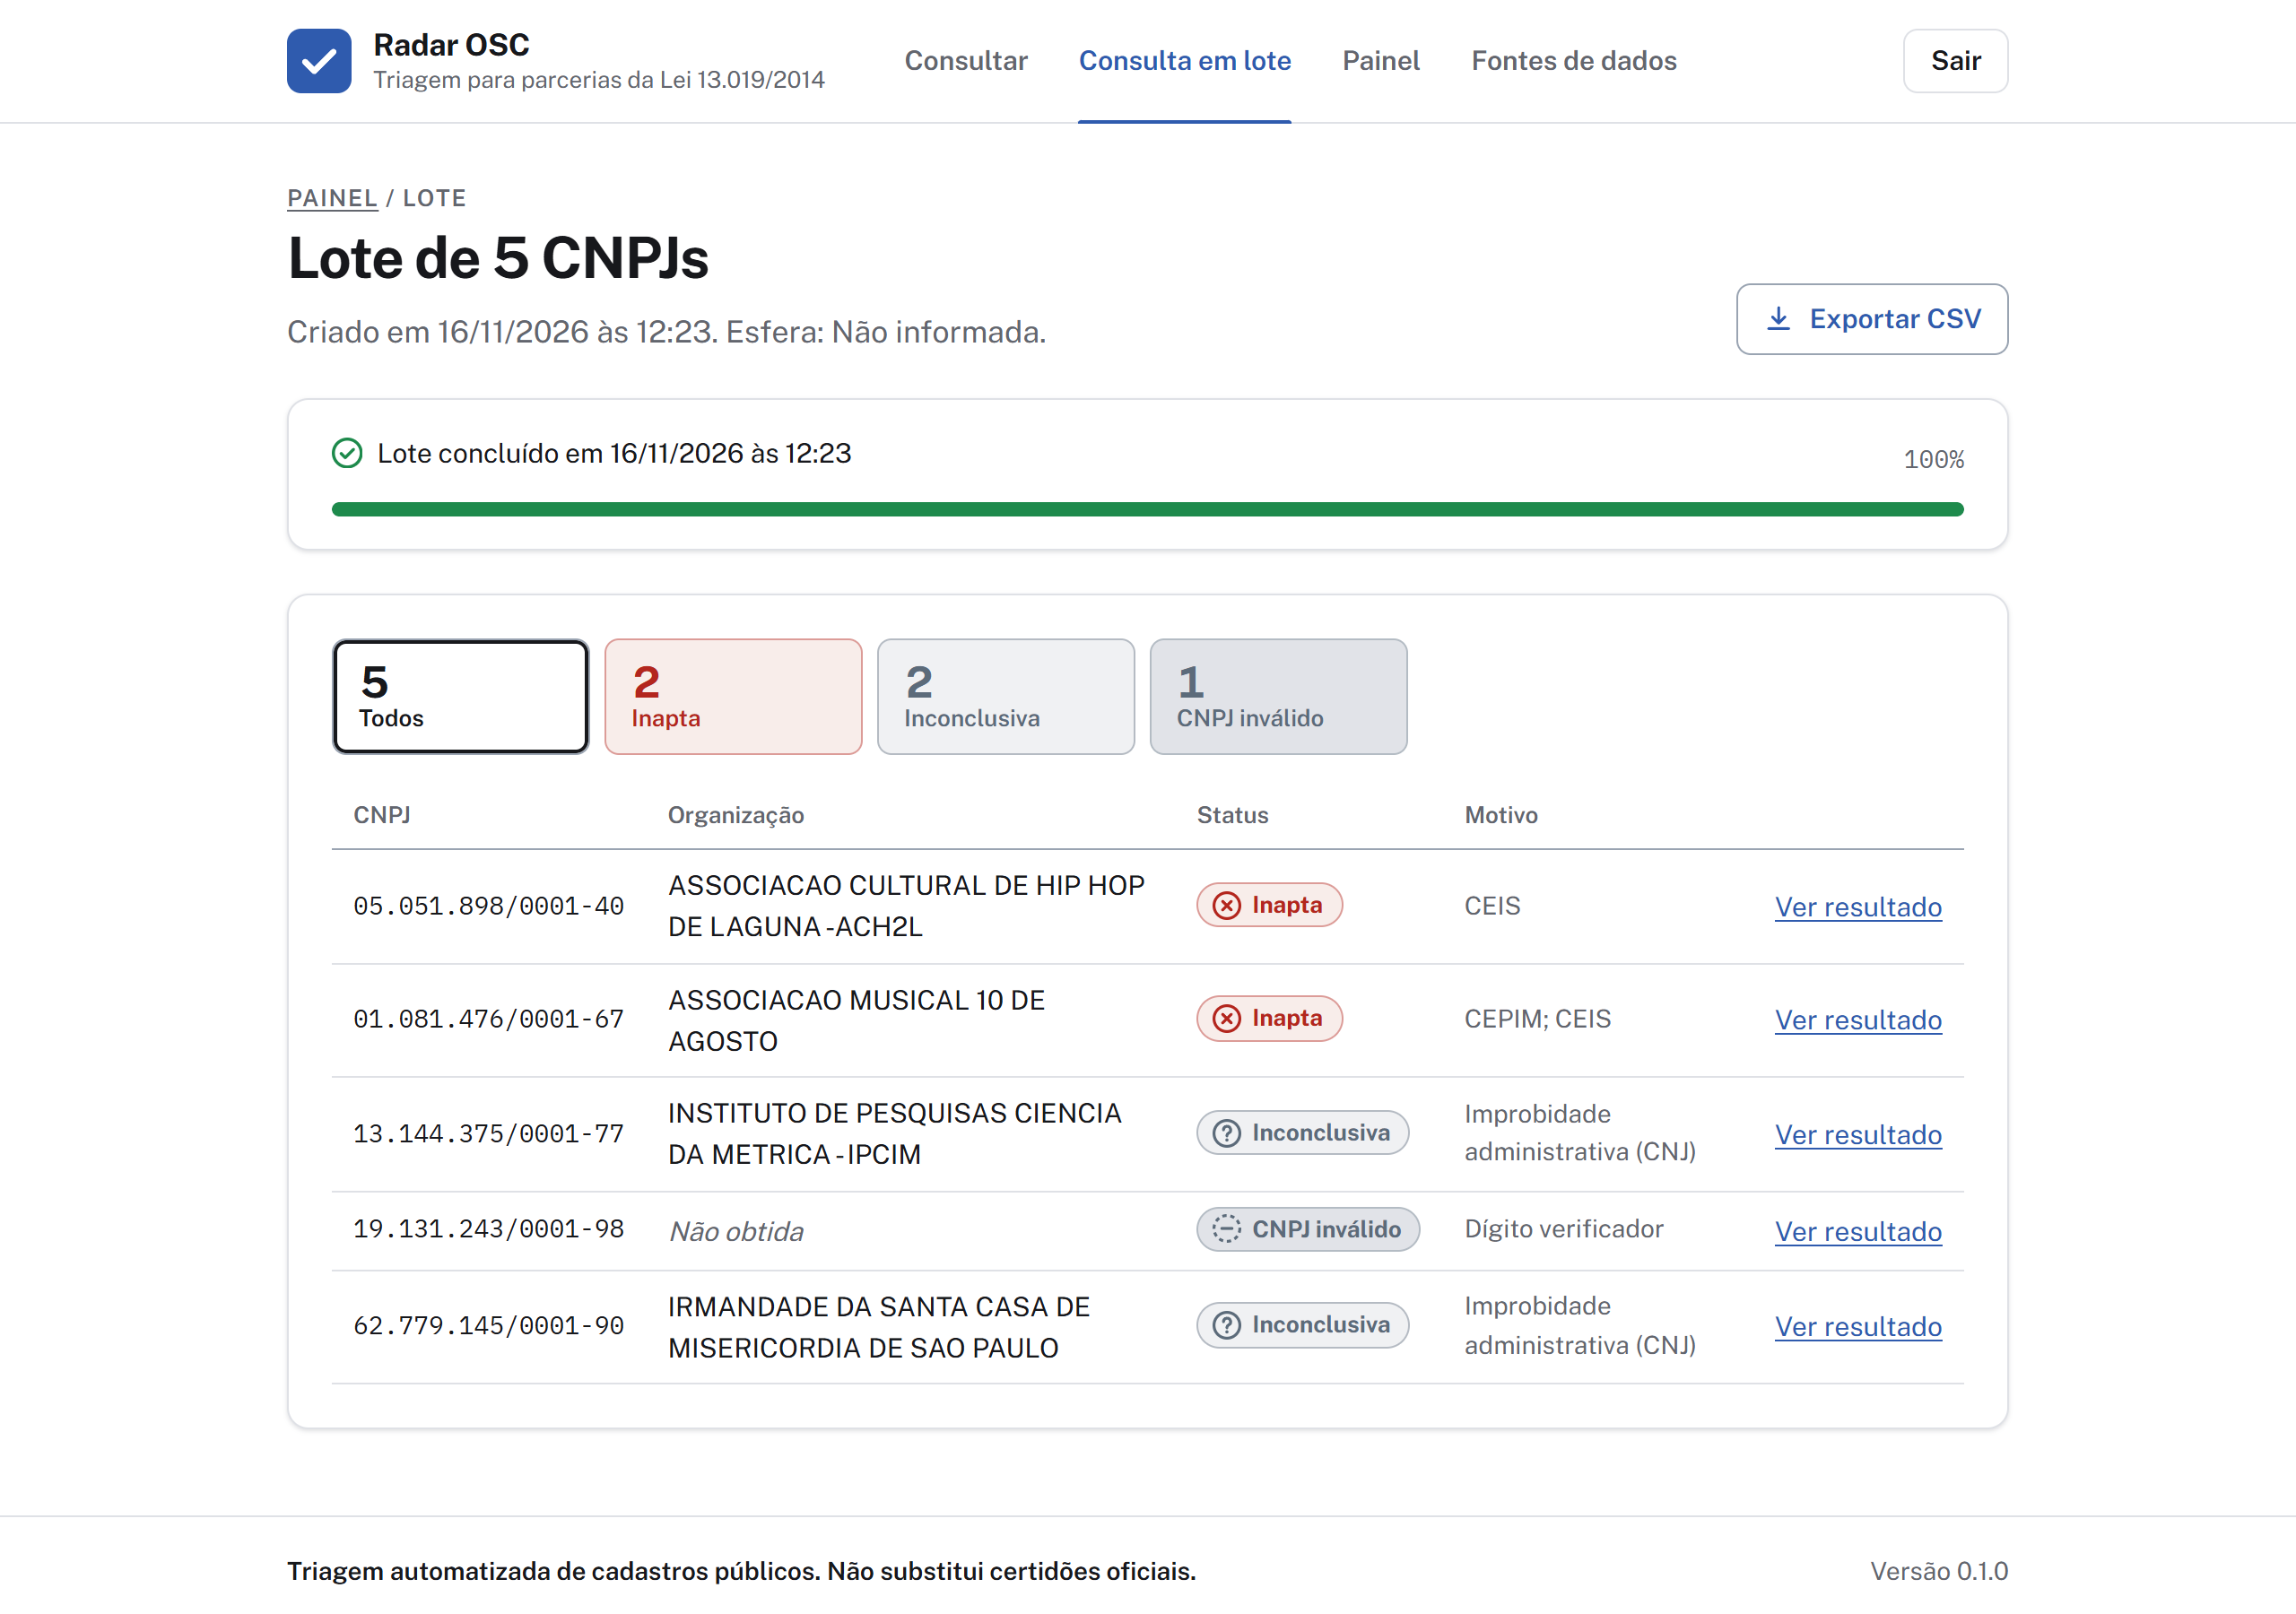 Radar OSC
Triagem para parcerias da Lei 13.019/2014
Consultar
Consulta em lote
Painel
Fontes de dados
Sair
PAINEL / LOTE
Lote de 5 CNPJs
Criado em 16/11/2026 às 12:23. Esfera: Não informada.
Exportar CSV
Lote concluído em 16/11/2026 às 12:23
100%
5
Todos
2
Inapta
2
Inconclusiva
1
CNPJ inválido
CNPJ
Organização
Status
Motivo
05.051.898/0001-40
ASSOCIACAO CULTURAL DE HIP HOP
DE LAGUNA -ACH2L
Inapta
CEIS
Ver resultado
01.081.476/0001-67
ASSOCIACAO MUSICAL 10 DE
AGOSTO
Inapta
CEPIM; CEIS
Ver resultado
13.144.375/0001-77
INSTITUTO DE PESQUISAS CIENCIA
DA METRICA - IPCIM
Inconclusiva
Improbidade
administrativa (CNJ)
Ver resultado
19.131.243/0001-98
Não obtida
CNPJ inválido
Dígito verificador
Ver resultado
62.779.145/0001-90
IRMANDADE DA SANTA CASA DE
MISERICORDIA DE SAO PAULO
Inconclusiva
Improbidade
administrativa (CNJ)
Ver resultado
Triagem automatizada de cadastros públicos. Não substitui certidões oficiais.
Versão 0.1.0